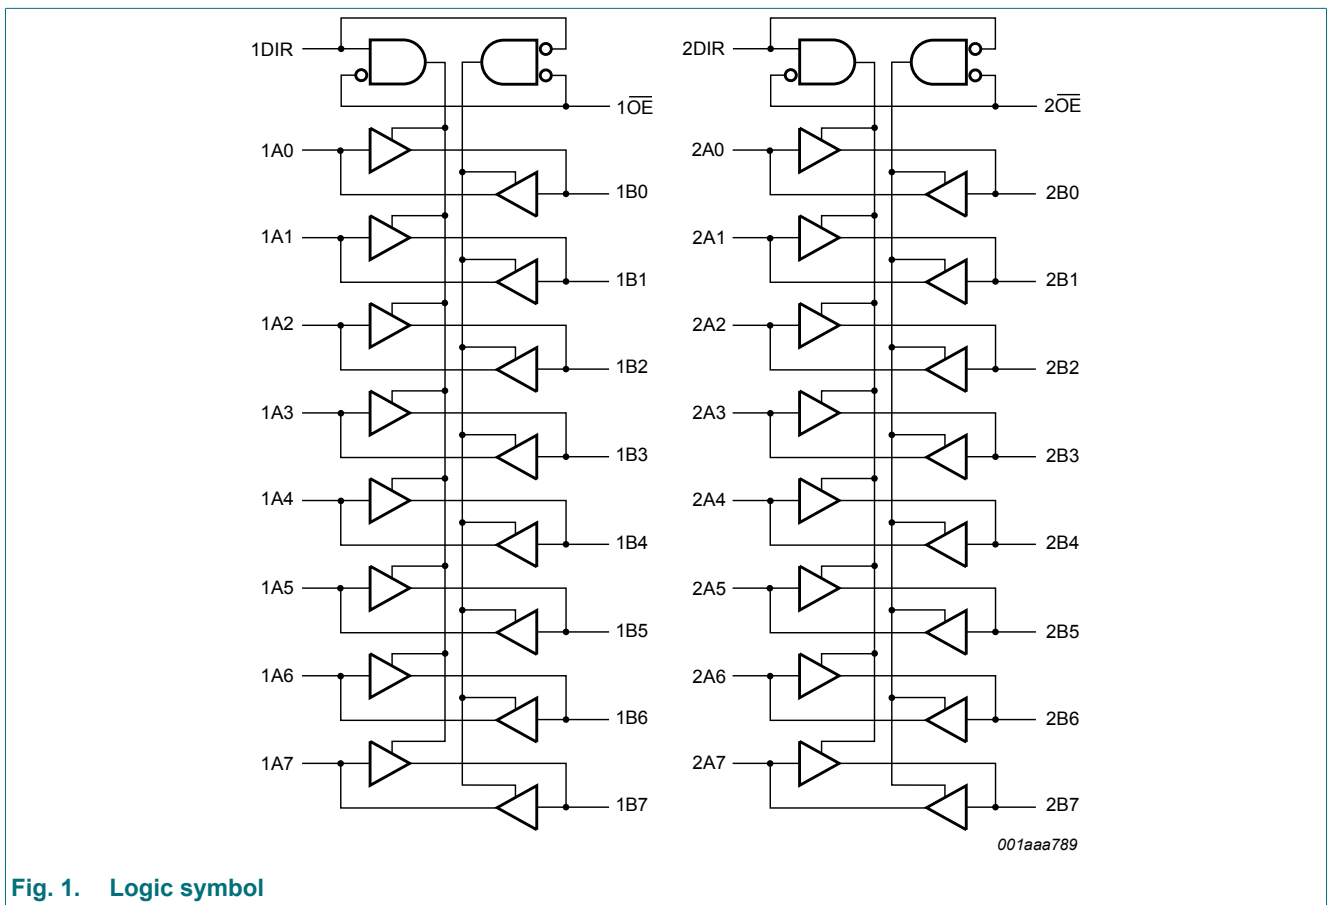 1DIR
2DIR
1O̅E̅
2O̅E̅
1A0
2A0
1B0
2B0
1A1
2A1
1B1
2B1
1A2
2A2
1B2
2B2
1A3
2A3
1B3
2B3
1A4
2A4
1B4
2B4
1A5
2A5
1B5
2B5
1A6
2A6
1B6
2B6
1A7
2A7
1B7
2B7
001aaa789
Fig. 1. Logic symbol